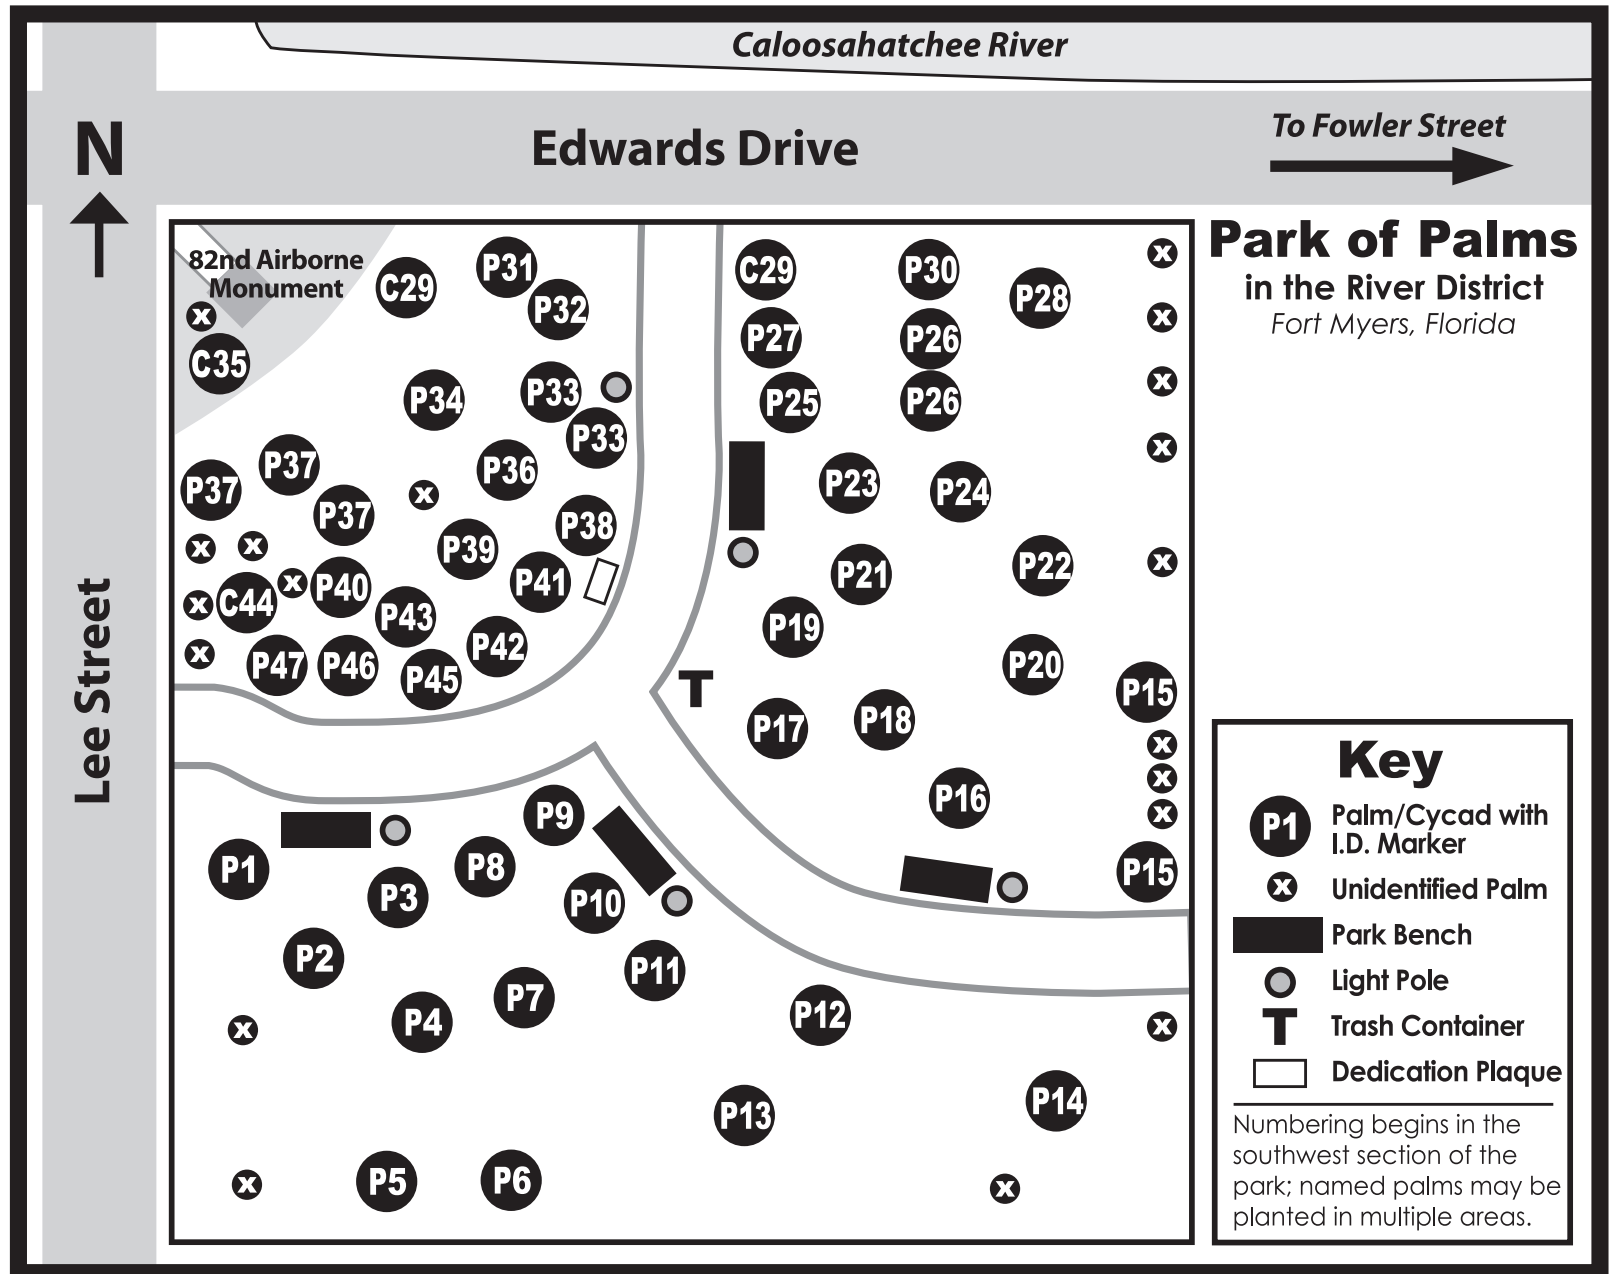 Caloosahatchee River
Edwards Drive
To Fowler Street
N
Lee Street
Park of Palms
in the River District
Fort Myers, Florida
82nd Airborne
Monument
x
C35
C29
P31
P32
P34
P33
P33
P37
P37
P37
x
P36
P38
x
x
P39
P41
x
C44
x
P40
P43
P42
x
P47
P46
P45
C29
P30
P28
x
P27
P26
x
P25
P26
x
x
P23
P24
P21
P22
x
P19
P20
T
P15
P17
P18
x
x
P16
x
P15
P1
P3
P8
P9
P10
P2
P4
P7
P11
P12
x
x
P13
P14
x
P5
P6
x
Key
P1
Palm/Cycad with
I.D. Marker
x Unidentified Palm
Park Bench
Light Pole
T Trash Container
Dedication Plaque
Numbering begins in the
southwest section of the
park; named palms may be
planted in multiple areas.